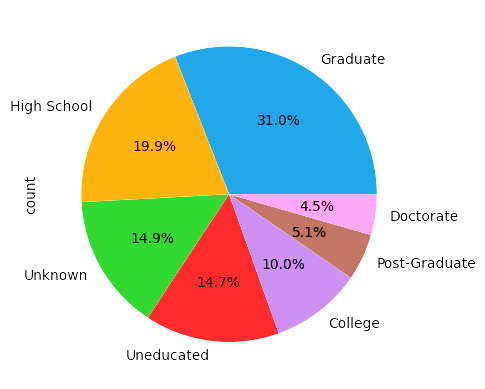 Graduate
31.0%
High School
19.9%
count
Unknown
14.9%
Uneducated
14.7%
College
10.0%
Post-Graduate
5.1%
Doctorate
4.5%